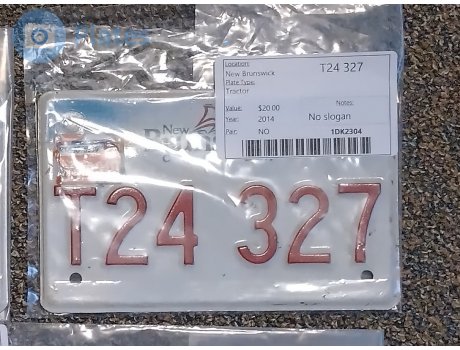 Location:
New Brunswick
Plate Type:
Tractor
T24 327
Value: $20.00
Notes:
Year: 2014
No slogan
Par: NO
1DK2304
New
T24 327